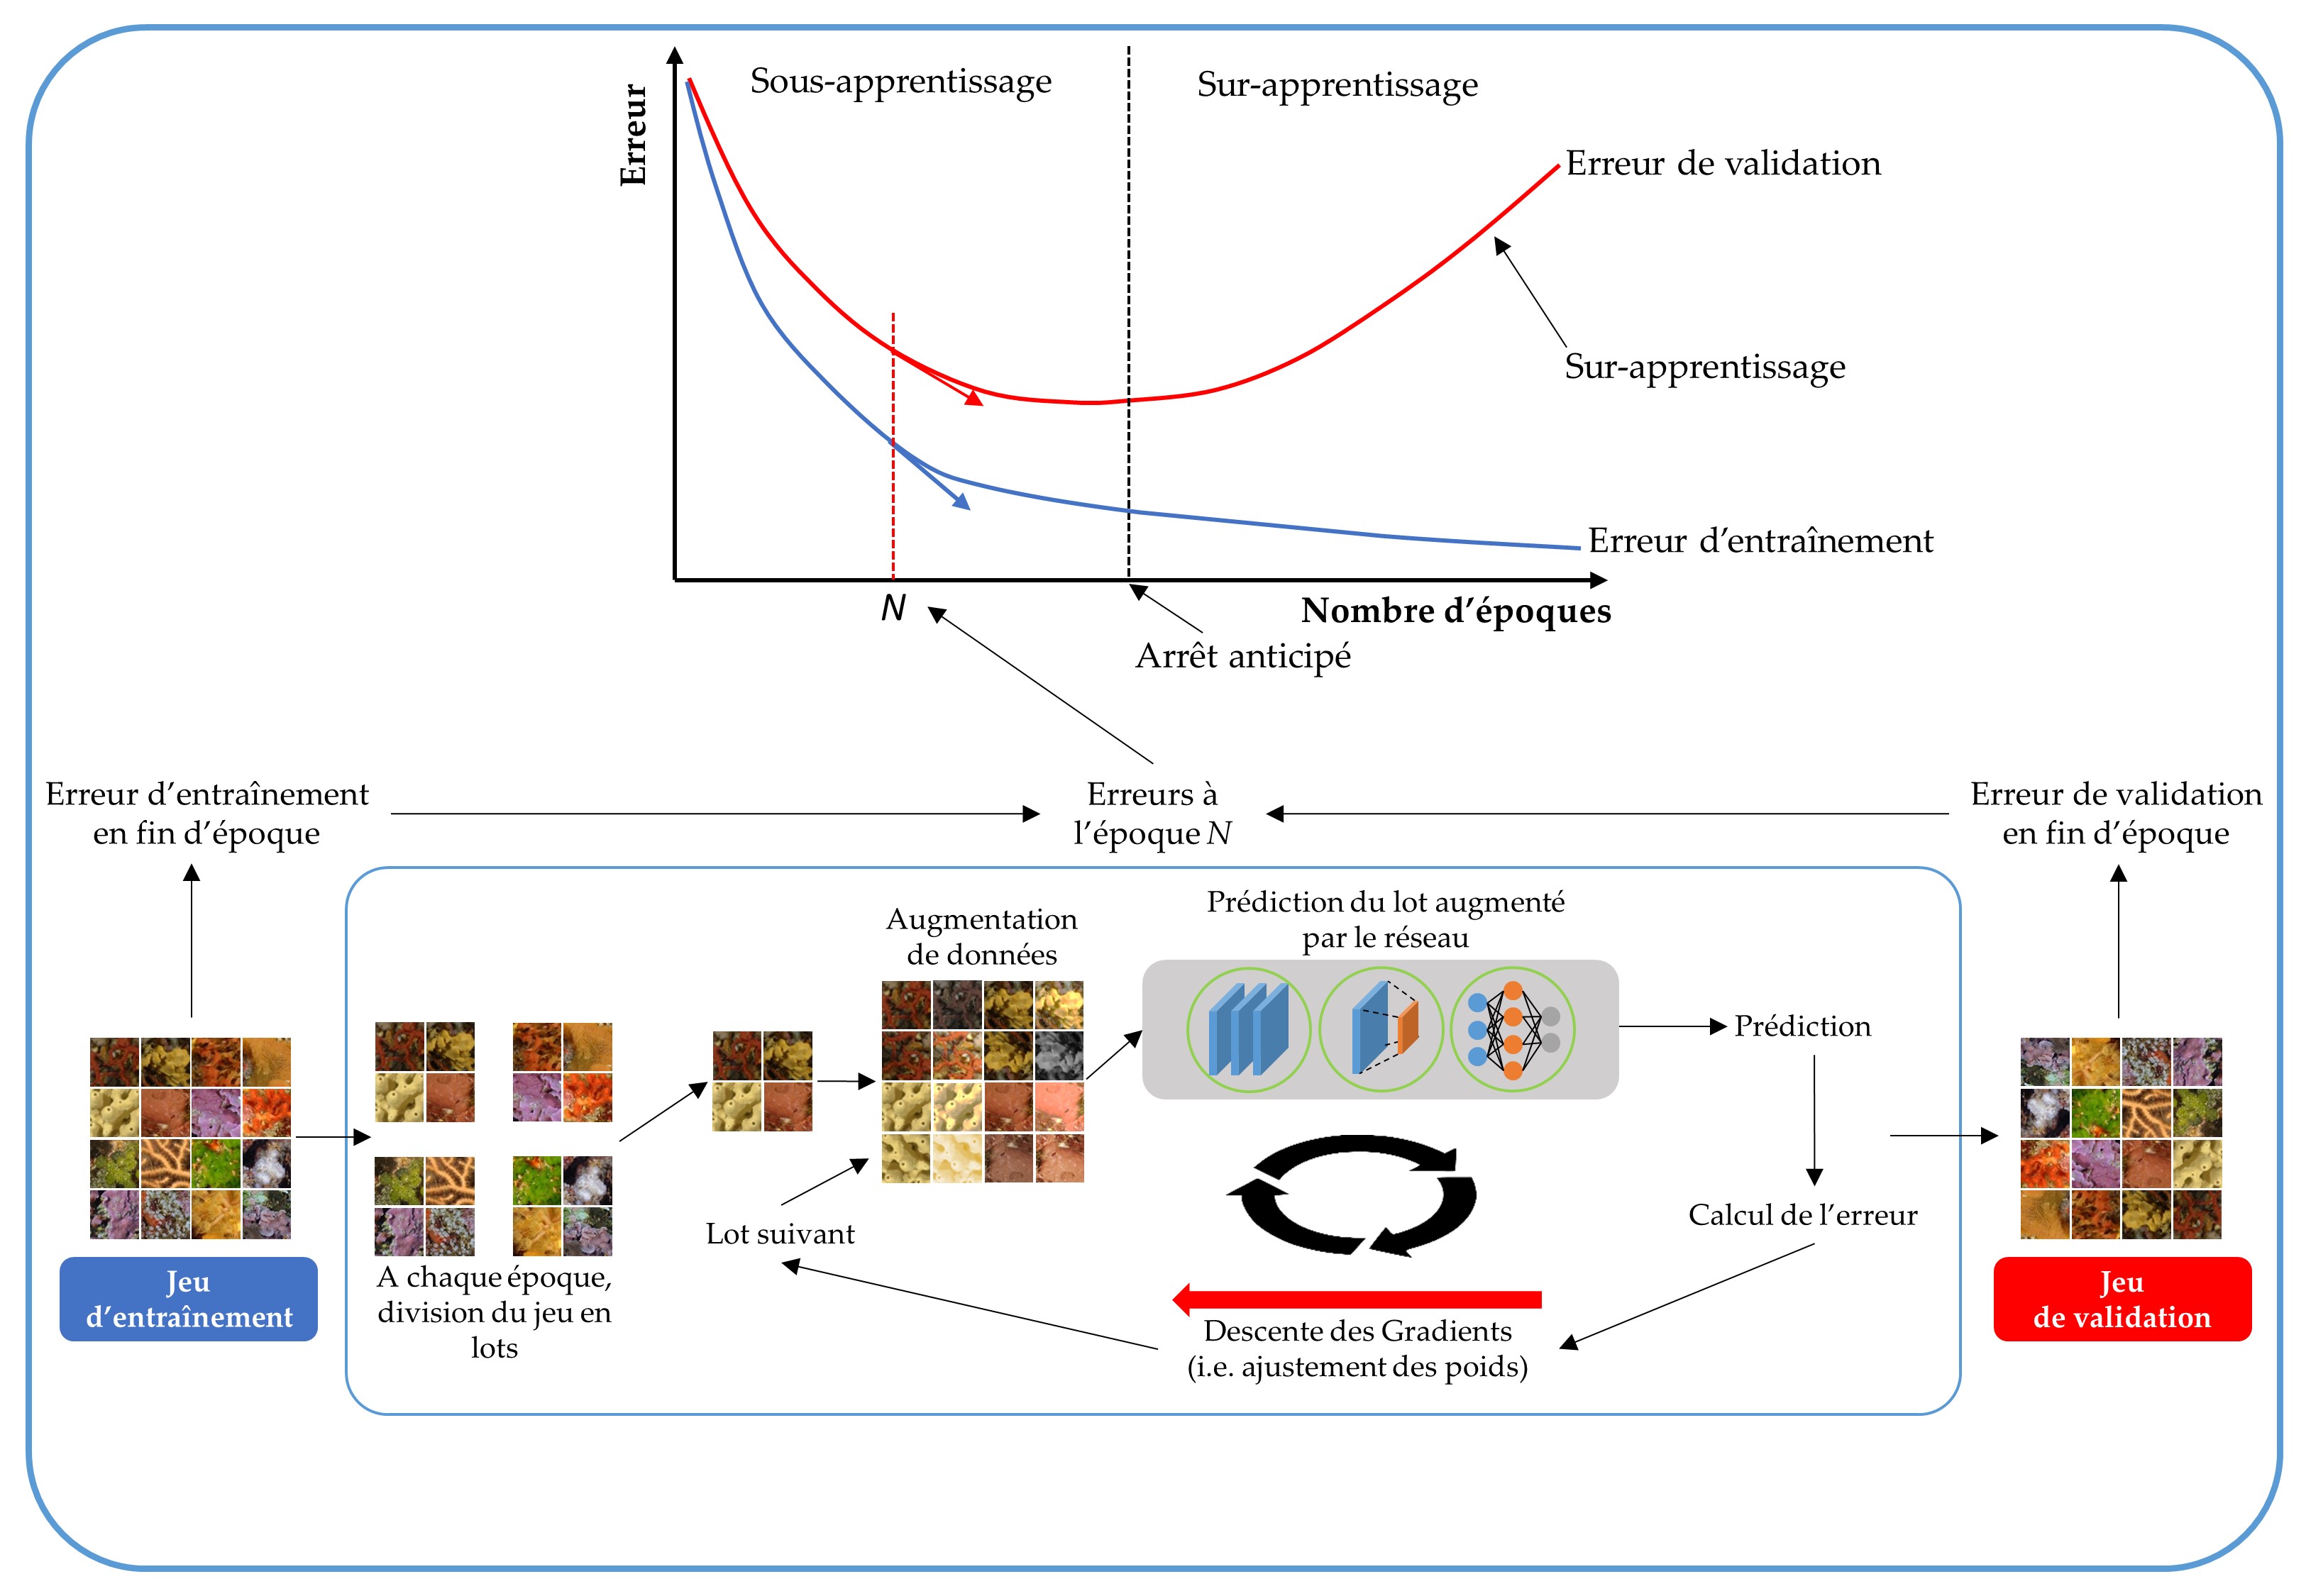 Erreur
Sous-apprentissage
Sur-apprentissage
Erreur de validation
Sur-apprentissage
Erreur d’entraînement
N
Nombre d’époques
Arrêt anticipé
Erreur d’entraînement
en fin d’époque
Erreurs à
l’époque N
Erreur de validation
en fin d’époque
Augmentation
de données
Prédiction du lot augmenté
par le réseau
Prédiction
Calcul de l’erreur
Lot suivant
A chaque époque,
division du jeu en
lots
Descente des Gradients
(i.e. ajustement des poids)
Jeu
d’entraînement
Jeu
de validation